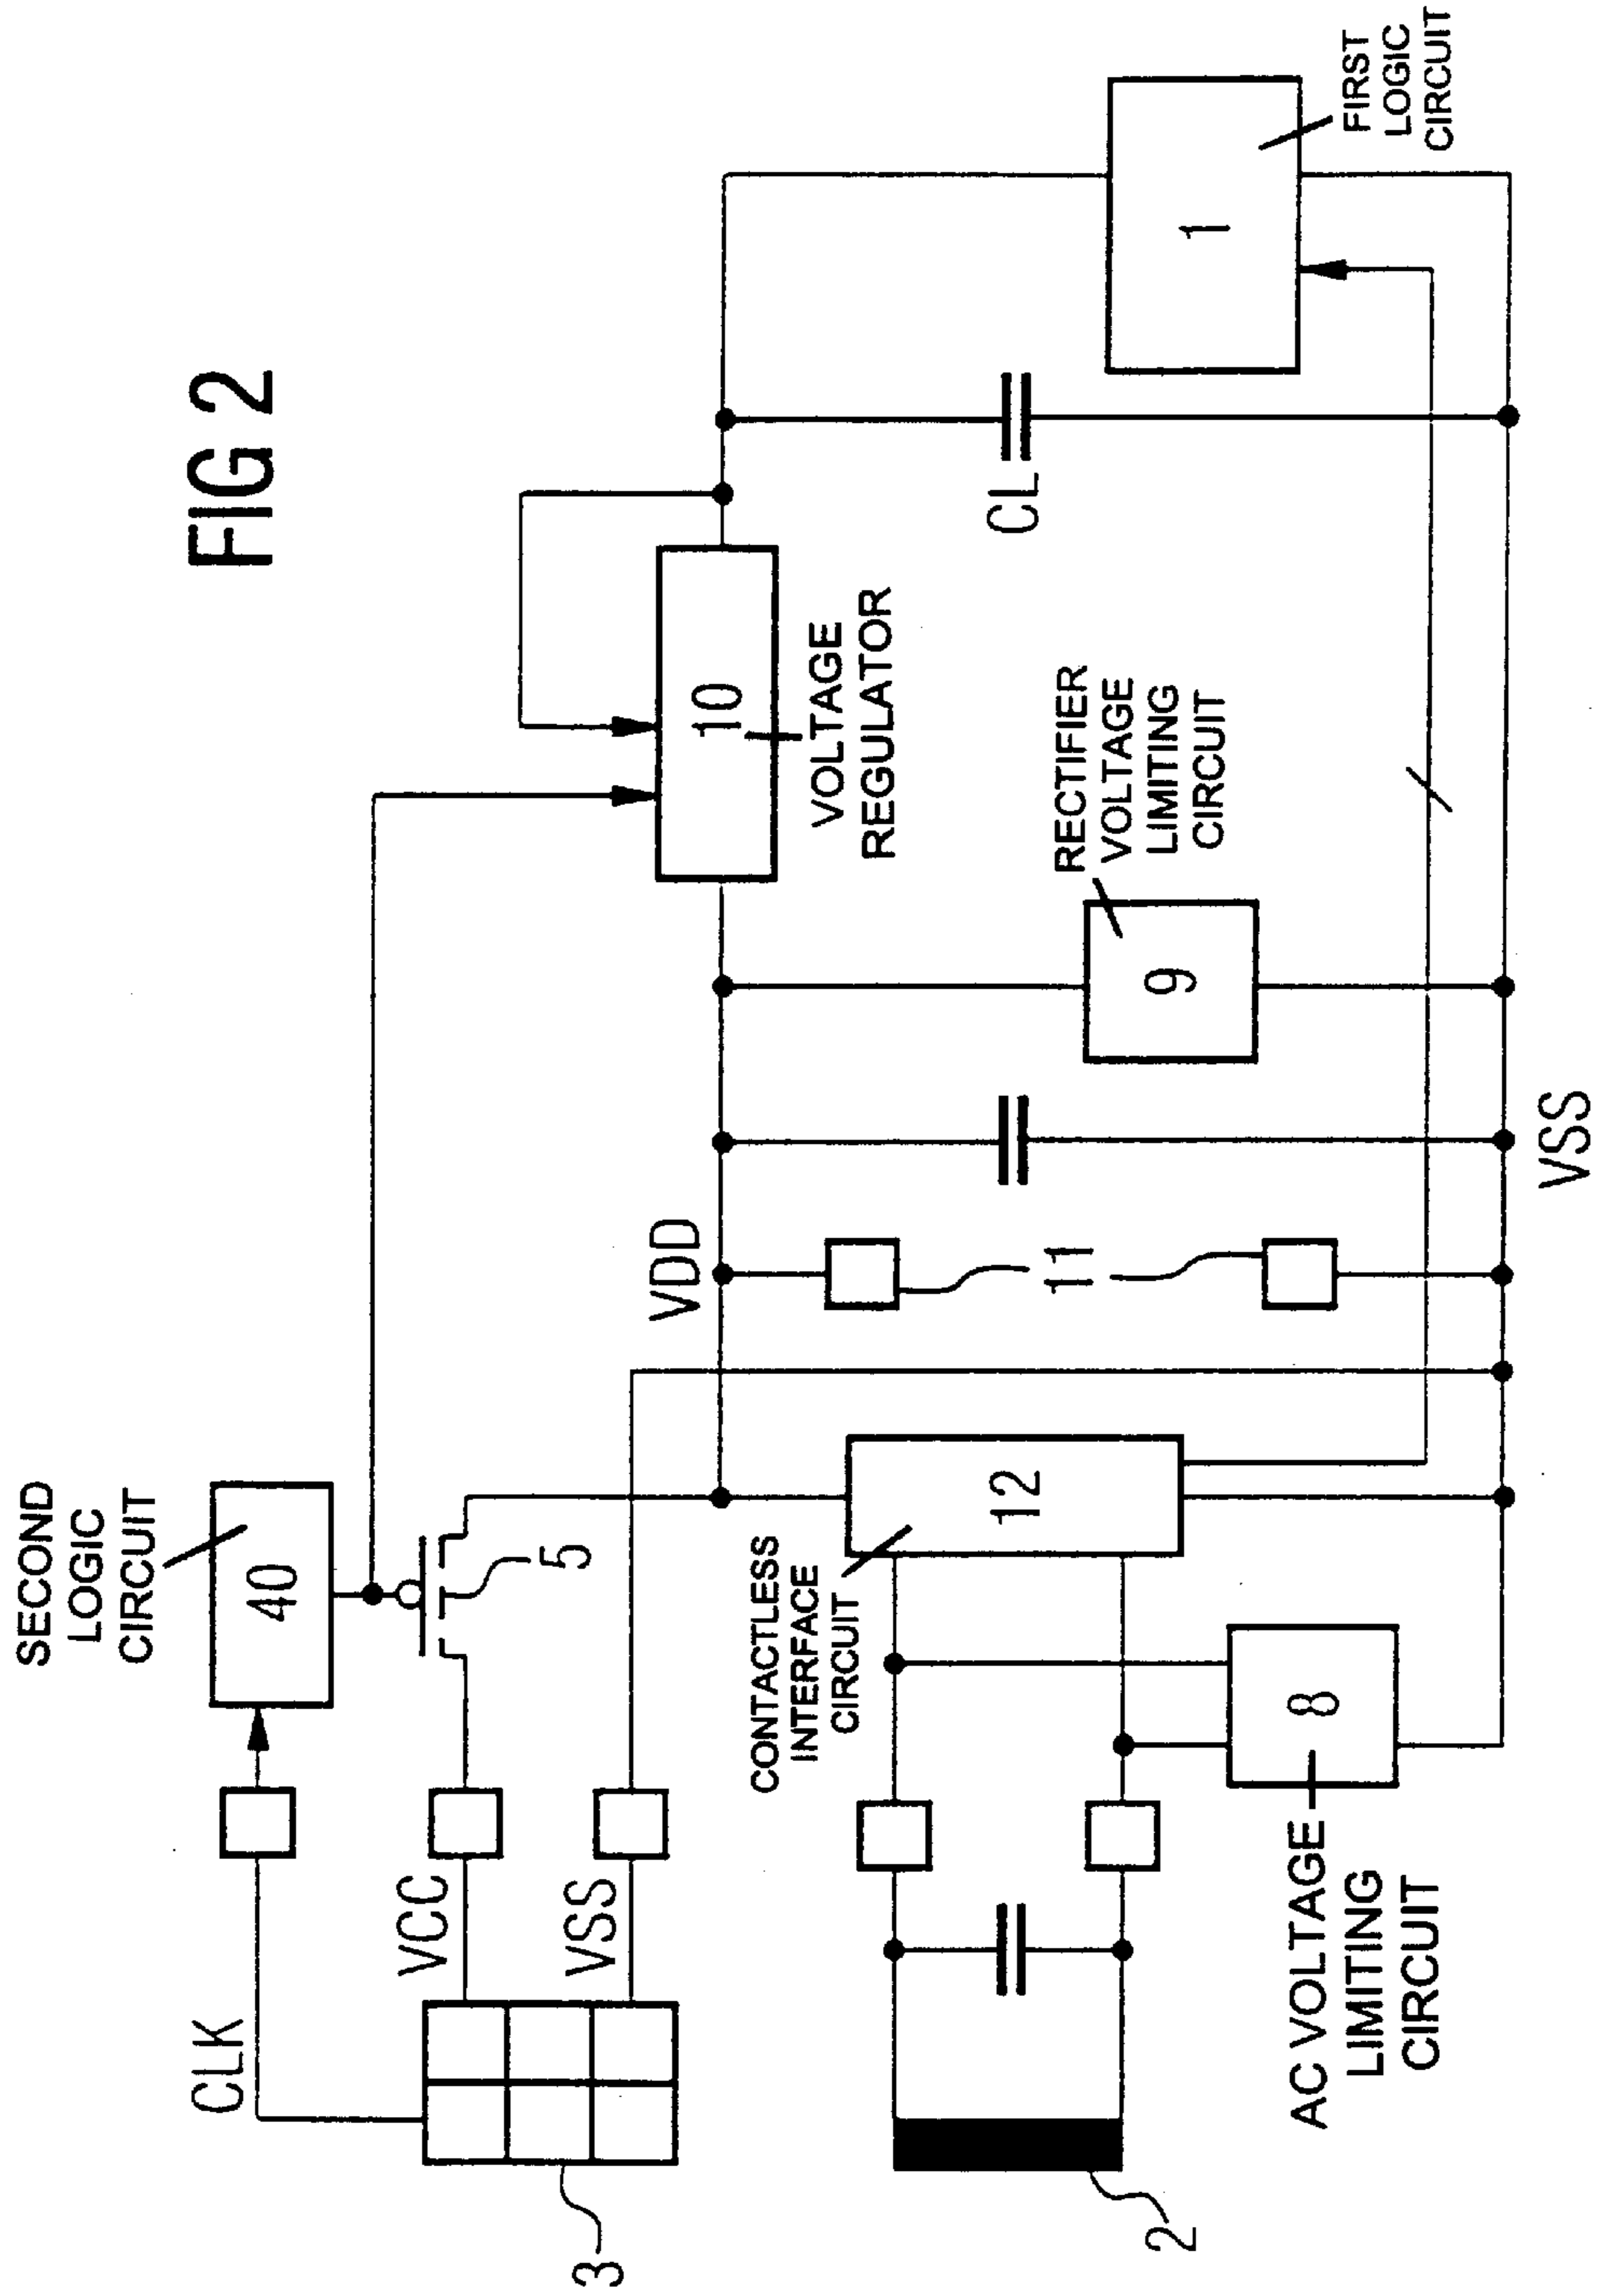 FIG 2
SECOND
LOGIC
CIRCUIT
40
CLK
VCC
VSS
3
5
VDD
10
VOLTAGE
REGULATOR
CL
1
FIRST
LOGIC
CIRCUIT
RECTIFIER
VOLTAGE
LIMITING
CIRCUIT
9
11
12
CONTACTLESS
INTERFACE
CIRCUIT
8
AC VOLTAGE
LIMITING
CIRCUIT
2
VSS